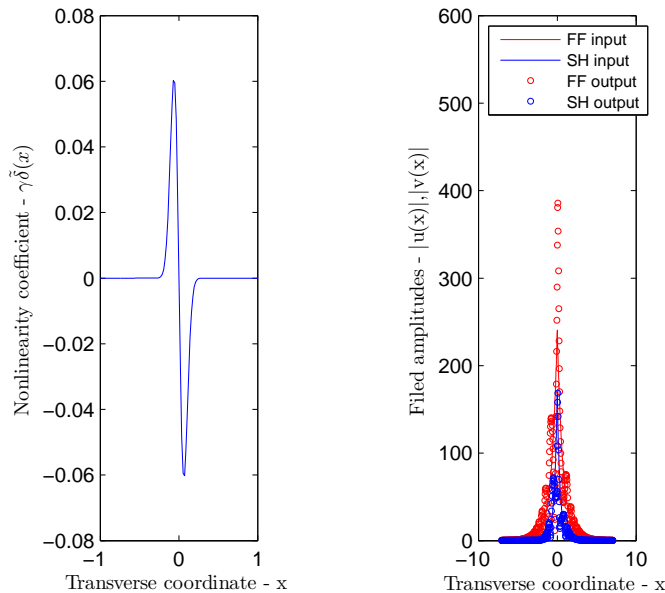 Nonlinearity coefficient - γδ̃(x)
0.08
0.06
0.04
0.02
0
−0.02
−0.04
−0.06
−0.08
−1
0
1
Transverse coordinate - x
Filed amplitudes - |u(x)|,|v(x)|
600
500
400
300
200
100
0
−10
0
10
Transverse coordinate - x
FF input
SH input
FF output
SH output